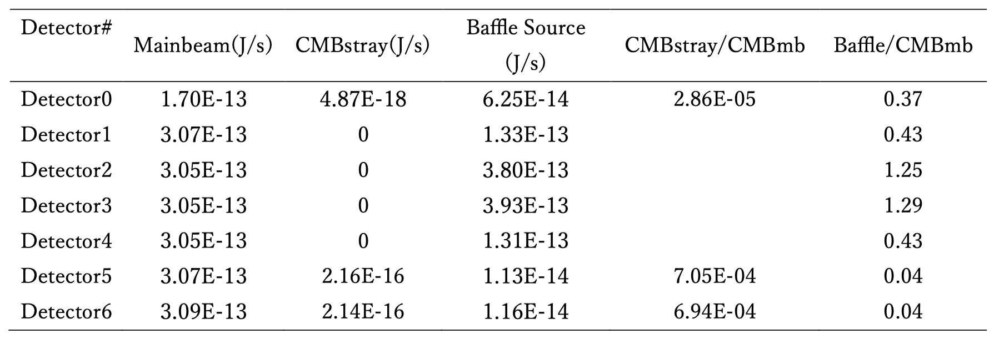 Detector# Mainbeam(J/s) CMBstray(J/s) Baffle Source (J/s) CMBstray/CMBmb Baffle/CMBmb
Detector0 1.70E-13 4.87E-18 6.25E-14 2.86E-05 0.37
Detector1 3.07E-13 0 1.33E-13 0.43
Detector2 3.05E-13 0 3.80E-13 1.25
Detector3 3.05E-13 0 3.93E-13 1.29
Detector4 3.05E-13 0 1.31E-13 0.43
Detector5 3.07E-13 2.16E-16 1.13E-14 7.05E-04 0.04
Detector6 3.09E-13 2.14E-16 1.16E-14 6.94E-04 0.04